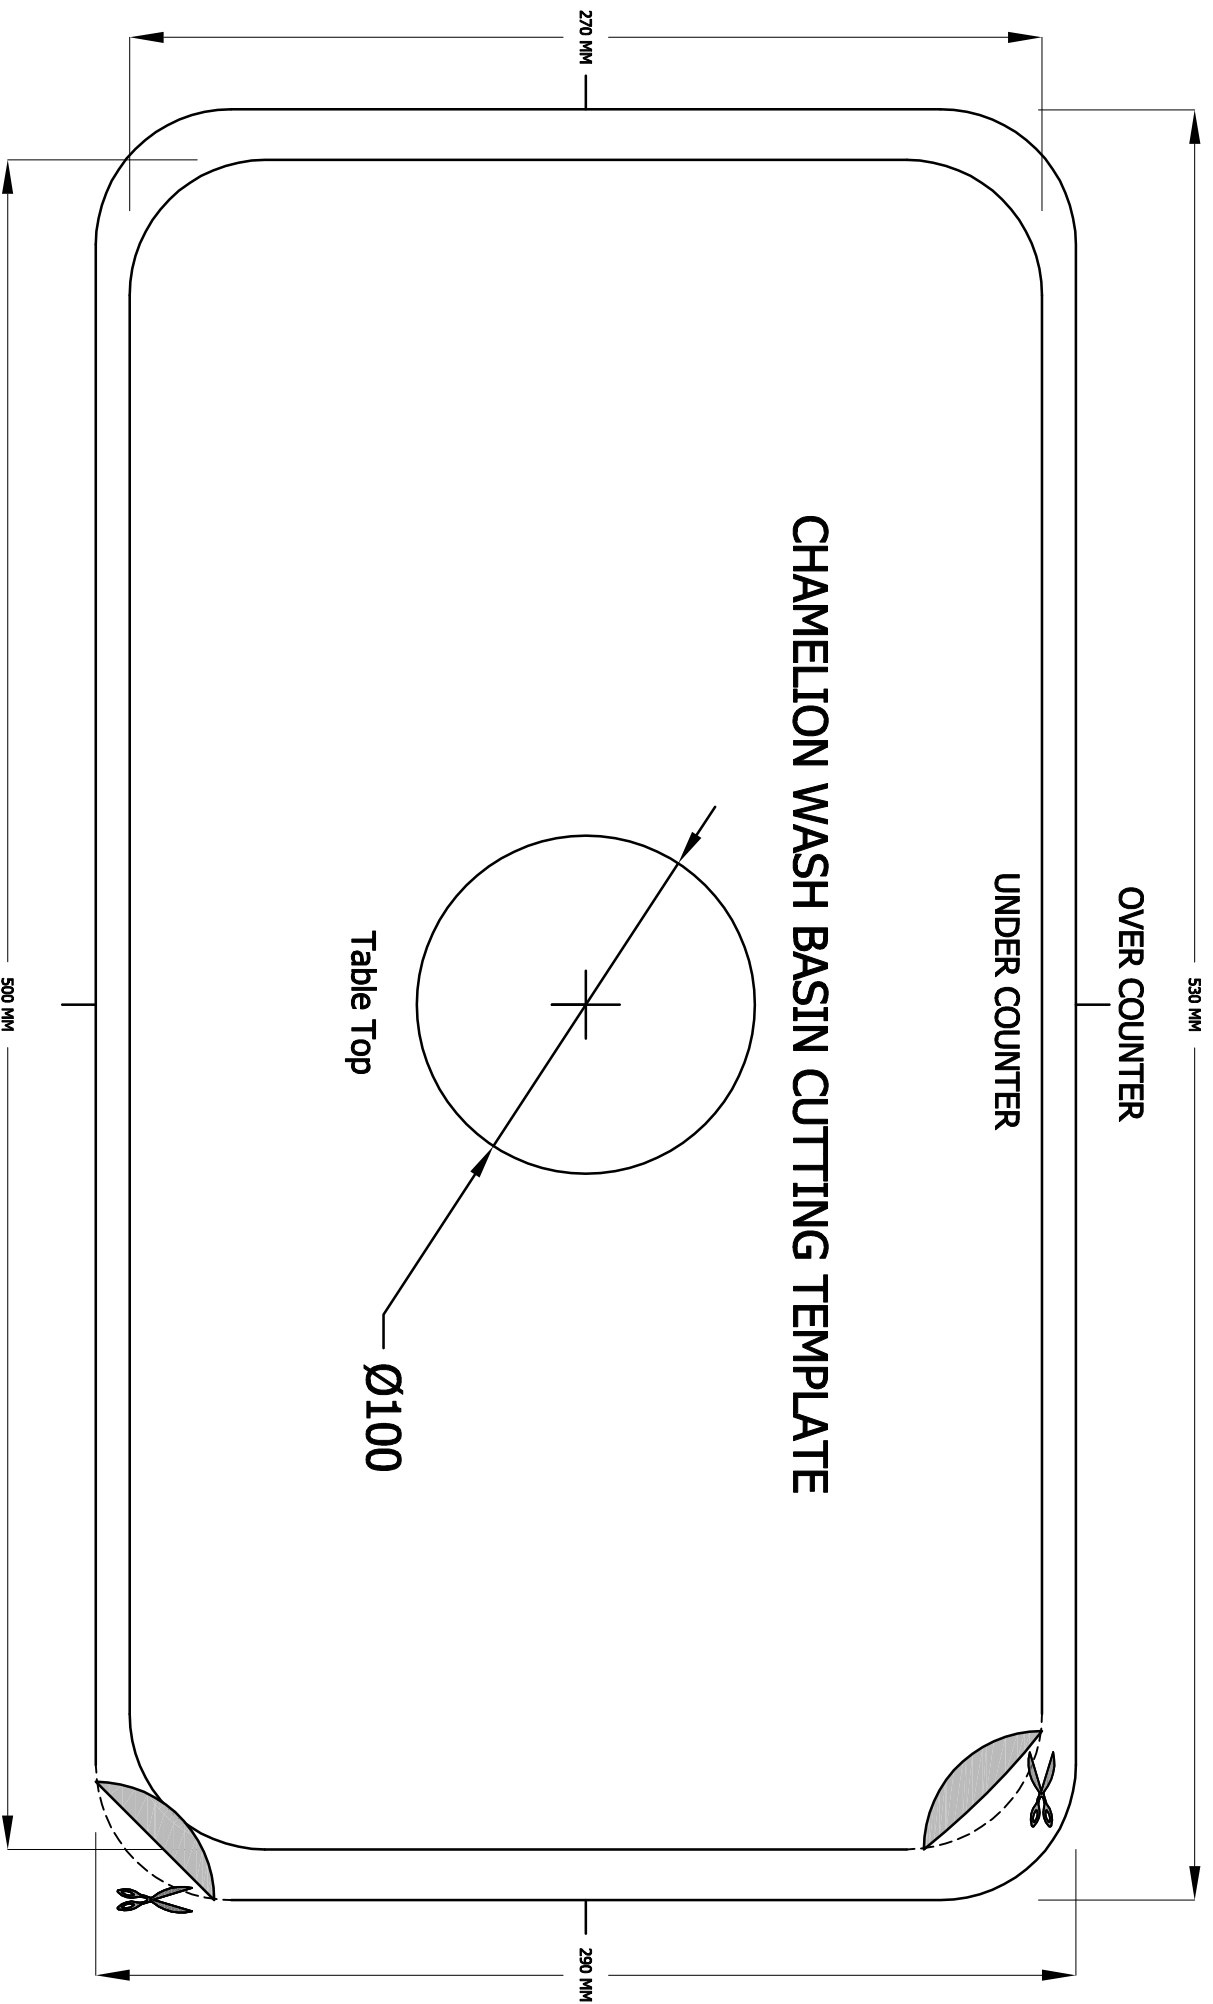 530 MM
OVER COUNTER
UNDER COUNTER
CHAMELION WASH BASIN CUTTING TEMPLATE
270 MM
290 MM
Ø100
Table Top
500 MM